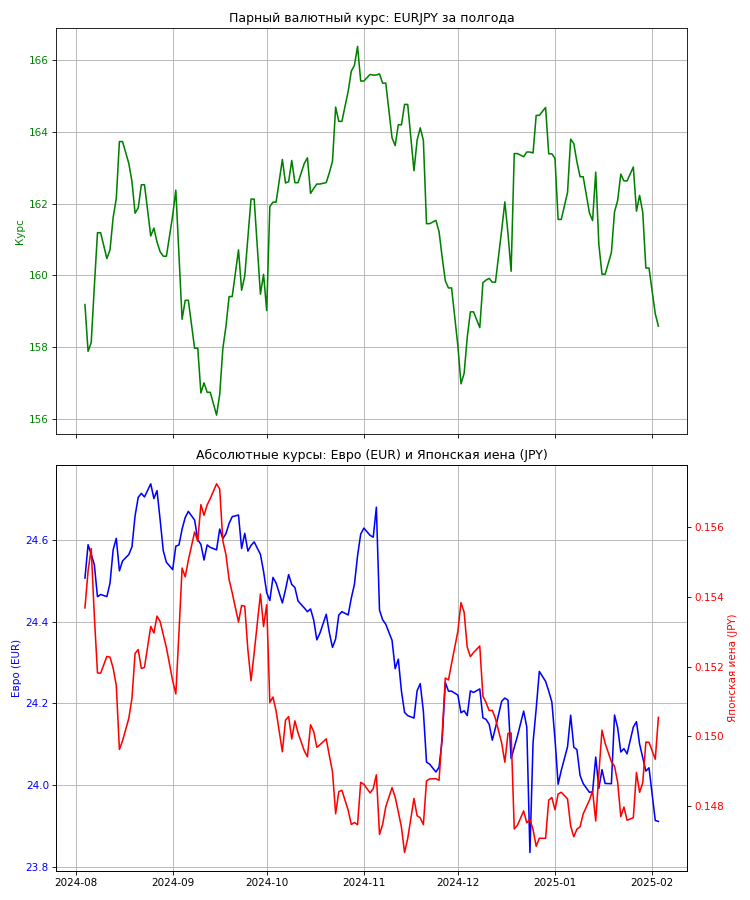 Парный валютный курс: EURJPY за полгода
166
164
162
160
158
156
Курс
Абсолютные курсы: Евро (EUR) и Японская иена (JPY)
24.6
24.4
24.2
24.0
23.8
Евро (EUR)
0.156
0.154
0.152
0.150
0.148
Японская иена (JPY)
2024-08 2024-09 2024-10 2024-11 2024-12 2025-01 2025-02